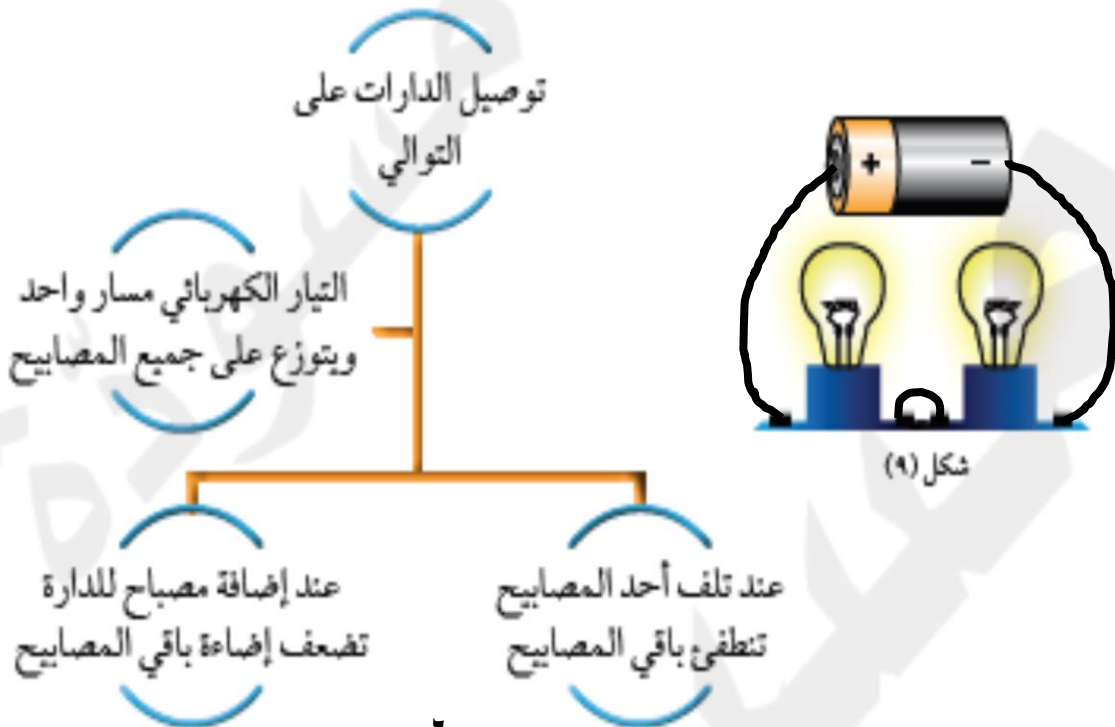 توصيل الدارات على
التوالي
+
−
التيار الكهربائي مسار واحد
ويتوزع على جميع المصابيح
شكل (٩)
عند تلف أحد المصابيح
تنطفئ باقي المصابيح
عند إضافة مصباح للدارة
تضعف إضاءة باقي المصابيح